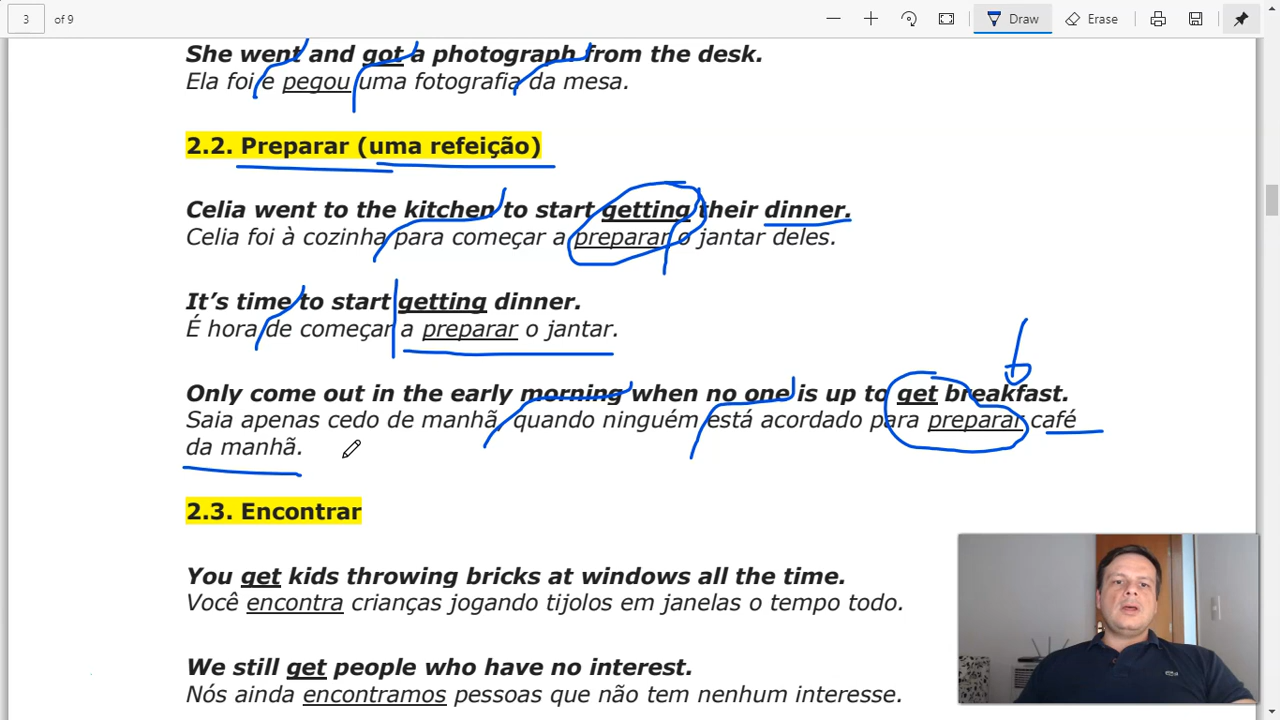 3 of 9
Draw
Erase
She went and got a photograph from the desk.
Ela foi e pegou uma fotografia da mesa.
2.2. Preparar (uma refeição)
Celia went to the kitchen to start getting their dinner.
Celia foi à cozinha para começar a preparar o jantar deles.
It’s time to start getting dinner.
É hora de começar a preparar o jantar.
Only come out in the early morning when no one is up to get breakfast.
Saia apenas cedo de manhã, quando ninguém está acordado para preparar café
da manhã.
2.3. Encontrar
You get kids throwing bricks at windows all the time.
Você encontra crianças jogando tijolos em janelas o tempo todo.
We still get people who have no interest.
Nós ainda encontramos pessoas que não tem nenhum interesse.